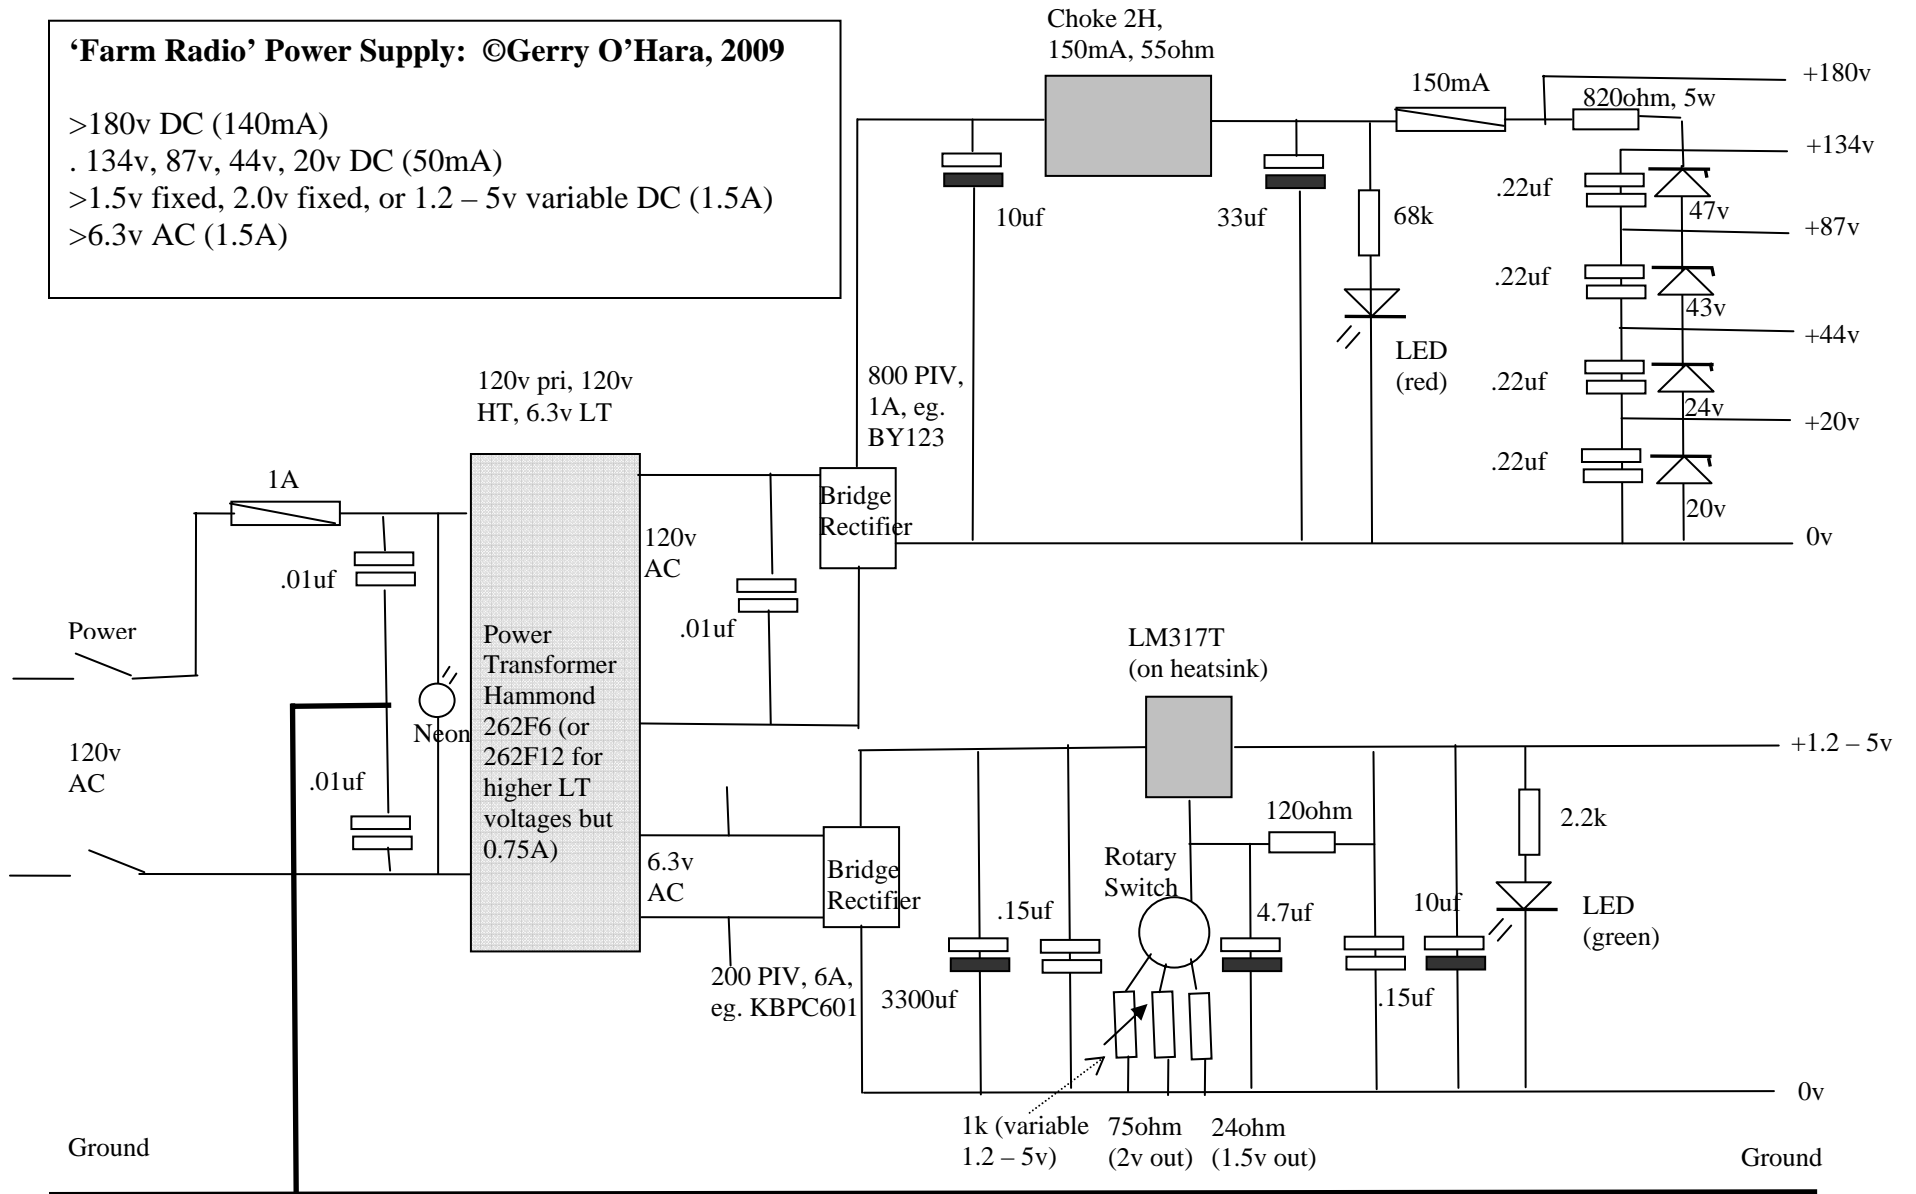 ‘Farm Radio’ Power Supply: ©Gerry O’Hara, 2009
>180v DC (140mA)
. 134v, 87v, 44v, 20v DC (50mA)
>1.5v fixed, 2.0v fixed, or 1.2 – 5v variable DC (1.5A)
>6.3v AC (1.5A)
Choke 2H,
150mA, 55ohm
150mA
820ohm, 5w
+180v
+134v
.22uf
47v
+87v
.22uf
43v
+44v
.22uf
24v
+20v
.22uf
20v
0v
10uf
33uf
68k
LED
(red)
800 PIV,
1A, eg.
BY123
Bridge
Rectifier
120v pri, 120v
HT, 6.3v LT
1A
.01uf
120v
AC
.01uf
Power
Neon
120v
AC
.01uf
Power
Transformer
Hammond
262F6 (or
262F12 for
higher LT
voltages but
0.75A)
6.3v
AC
Bridge
Rectifier
200 PIV, 6A,
eg. KBPC601
LM317T
(on heatsink)
+1.2 – 5v
120ohm
2.2k
Rotary
Switch
.15uf
4.7uf
10uf
LED
(green)
3300uf
.15uf
0v
1k (variable
1.2 – 5v)
75ohm
(2v out)
24ohm
(1.5v out)
Ground
Ground